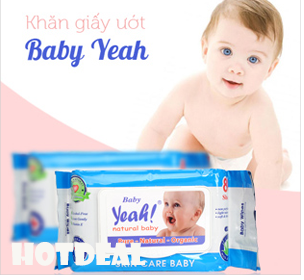 Khăn giấy ướt
Baby Yeah
Baby
Yeah!
natural baby
Pure - Natural - Organic
SKIN CARE BABY
Baby Wipes
HOTDEAL